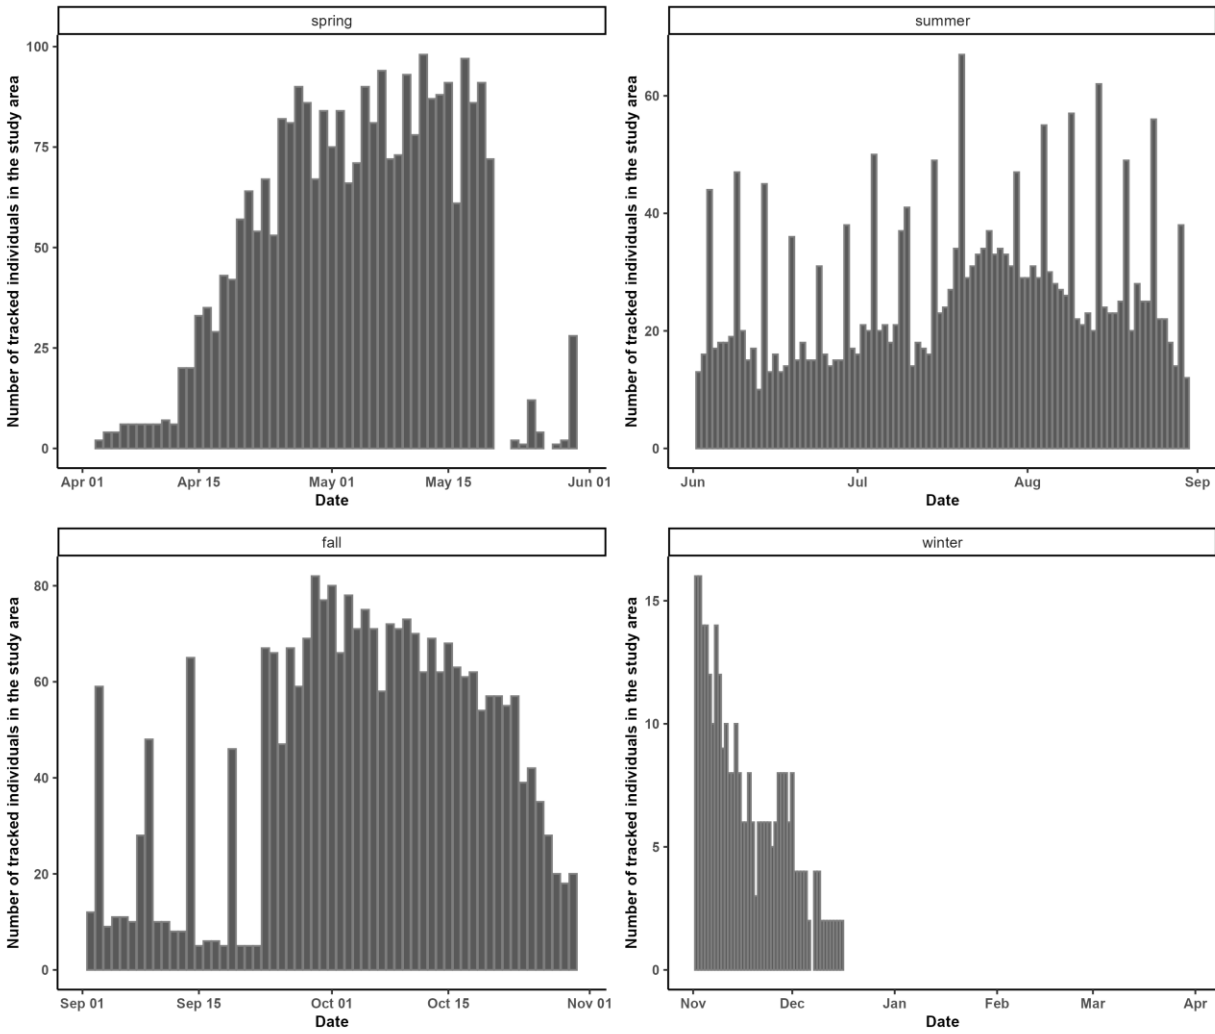 spring
Number of tracked individuals in the study area
100
75
50
25
0
Apr 01 Apr 15 May 01 May 15 Jun 01
Date
summer
Number of tracked individuals in the study area
60
40
20
0
Jun Jul Aug Sep
Date
fall
Number of tracked individuals in the study area
80
60
40
20
0
Sep 01 Sep 15 Oct 01 Oct 15 Nov 01
Date
winter
Number of tracked individuals in the study area
15
10
5
0
Nov Dec Jan Feb Mar Apr
Date